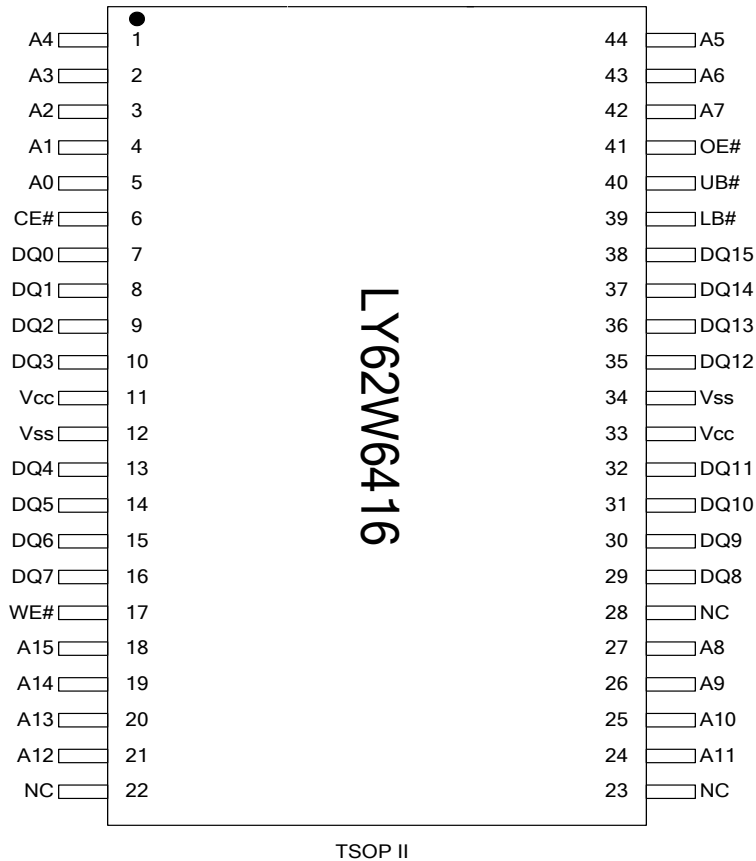 A4 1 44 A5
A3 2 43 A6
A2 3 42 A7
A1 4 41 OE#
A0 5 40 UB#
CE# 6 39 LB#
DQ0 7 38 DQ15
DQ1 8 37 DQ14
DQ2 9 36 DQ13
DQ3 10 35 DQ12
Vcc 11 34 Vss
Vss 12 33 Vcc
DQ4 13 32 DQ11
DQ5 14 31 DQ10
DQ6 15 30 DQ9
DQ7 16 29 DQ8
WE# 17 28 NC
A15 18 27 A8
A14 19 26 A9
A13 20 25 A10
A12 21 24 A11
NC 22 23 NC
LY62W6416
TSOP II